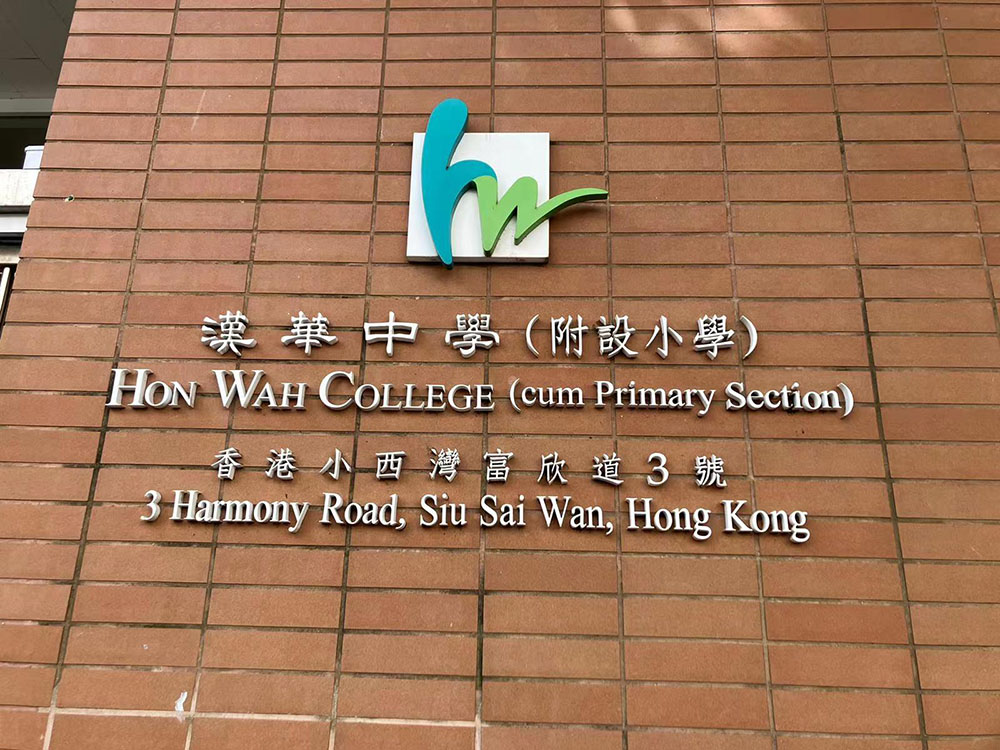 hw
漢華中學(附設小學)
HON WAH COLLEGE (cum Primary Section)
香港小西灣富欣道3號
3 Harmony Road, Siu Sai Wan, Hong Kong